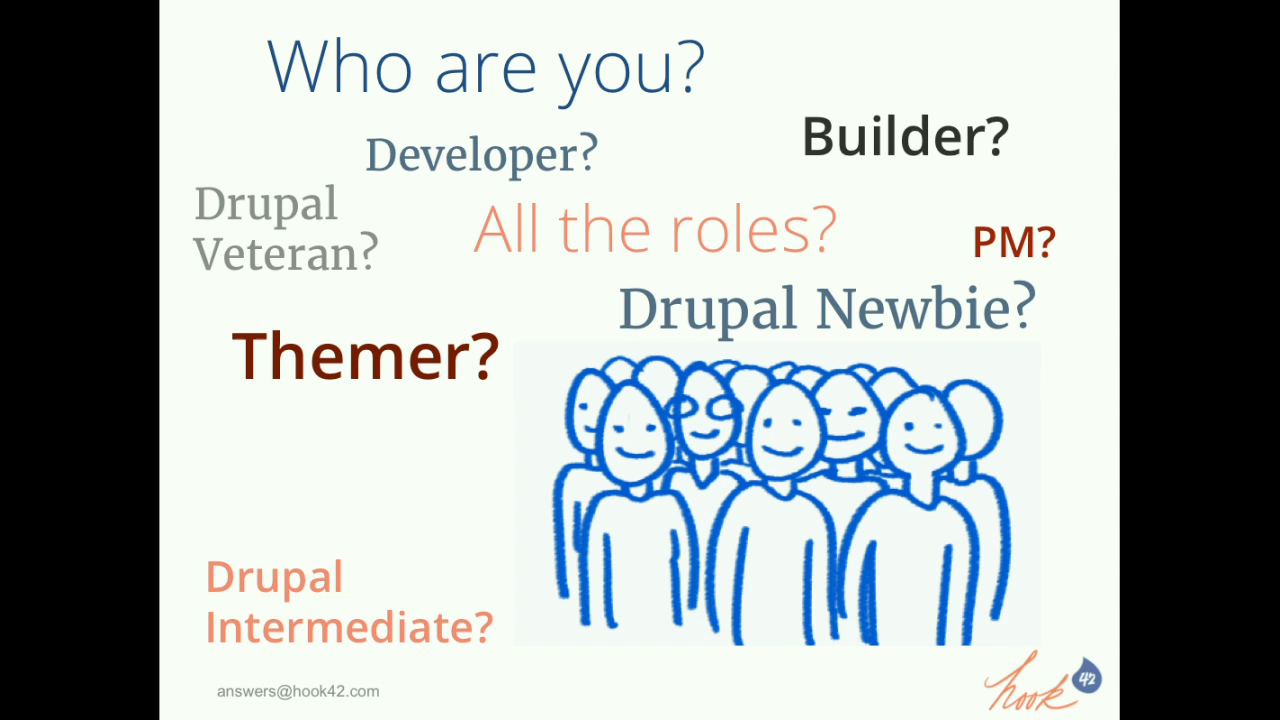 Who are you?
Developer?
Builder?
Drupal
Veteran?
All the roles?
PM?
Drupal Newbie?
Themer?
Drupal
Intermediate?
answers@hook42.com
hook 42